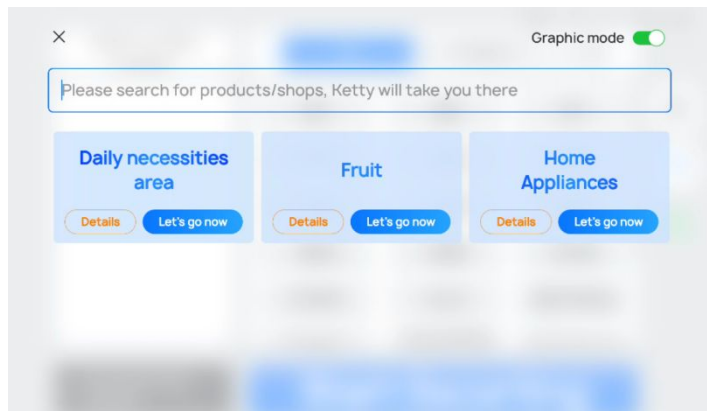 Graphic mode
Please search for products/shops, Ketty will take you there
Daily necessities
area
Details
Let's go now
Fruit
Details
Let's go now
Home
Appliances
Details
Let's go now